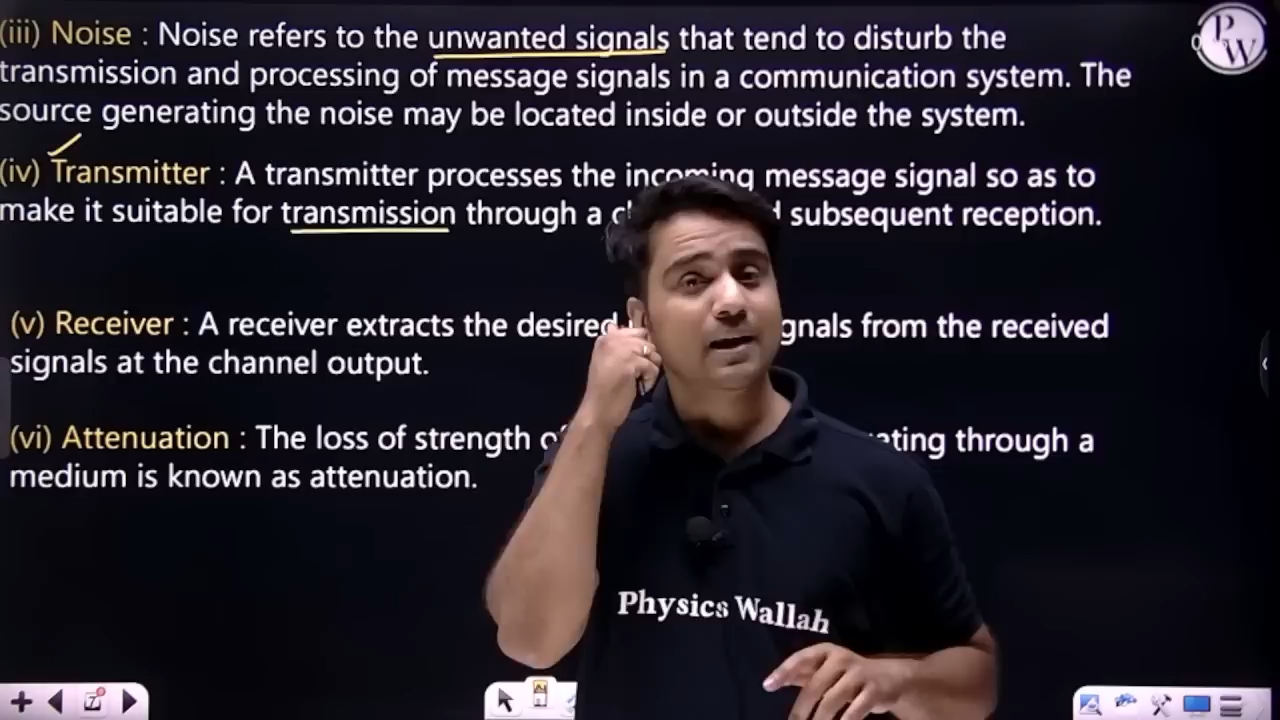 (iii) Noise : Noise refers to the unwanted signals that tend to disturb the
transmission and processing of message signals in a communication system. The
source generating the noise may be located inside or outside the system.
(iv) Transmitter : A transmitter processes the incoming message signal so as to
make it suitable for transmission through a subsequent reception.
(v) Receiver : A receiver extracts the desired from the received
signals at the channel output.
(vi) Attenuation : The loss of strength through a
medium is known as attenuation.
Physics Wallah
PW